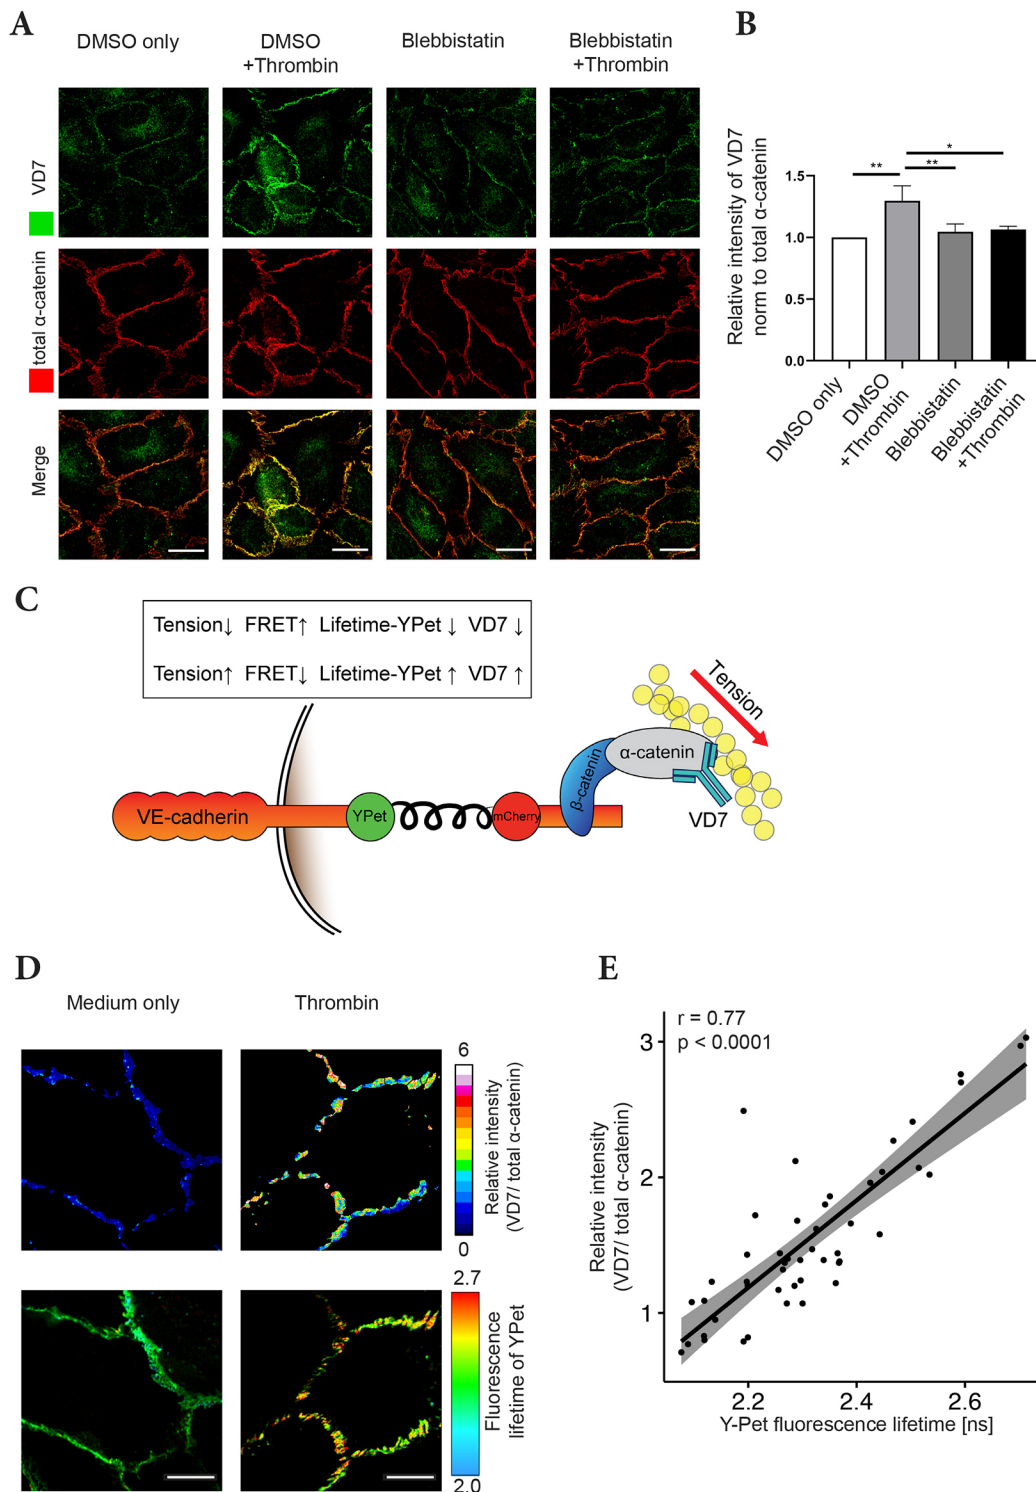 A
DMSO only
DMSO
+Thrombin
Blebbistatin
Blebbistatin
+Thrombin
VD7
total α-catenin
Merge
B
Relative intensity of VD7
norm to total α-catenin
1.5
1.0
0.5
0.0
**
**
*
DMSO only
DMSO
+Thrombin
Blebbistatin
Blebbistatin
+Thrombin
C
Tension↓ FRET↑ Lifetime-YPet ↓ VD7 ↓
Tension↑ FRET↓ Lifetime-YPet ↑ VD7 ↑
VE-cadherin
YPet
mCherry
β-catenin
α-catenin
VD7
Tension
D
Medium only
Thrombin
6
0
Relative intensity
(VD7/ total α-catenin)
2.7
2.0
Fluorescence
lifetime of YPet
E
r = 0.77
p < 0.0001
3
2
1
Relative intensity
(VD7/ total α-catenin)
2.2
2.4
2.6
Y-Pet fluorescence lifetime [ns]